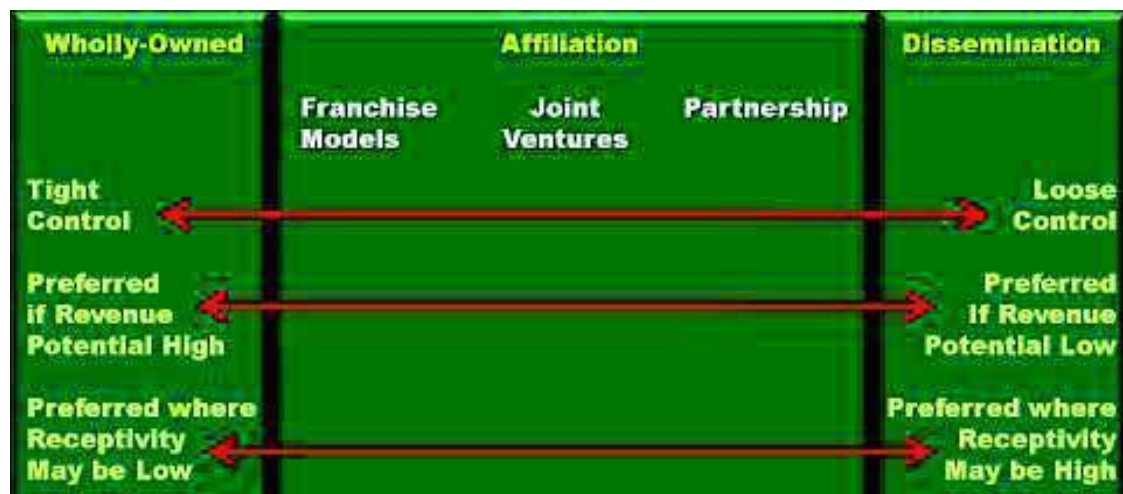 Wholly-Owned
Affiliation
Dissemination
Franchise
Models
Joint
Ventures
Partnership
Tight
Control
Loose
Control
Preferred
if Revenue
Potential High
Preferred
if Revenue
Potential Low
Preferred where
Receptivity
May be Low
Preferred where
Receptivity
May be High